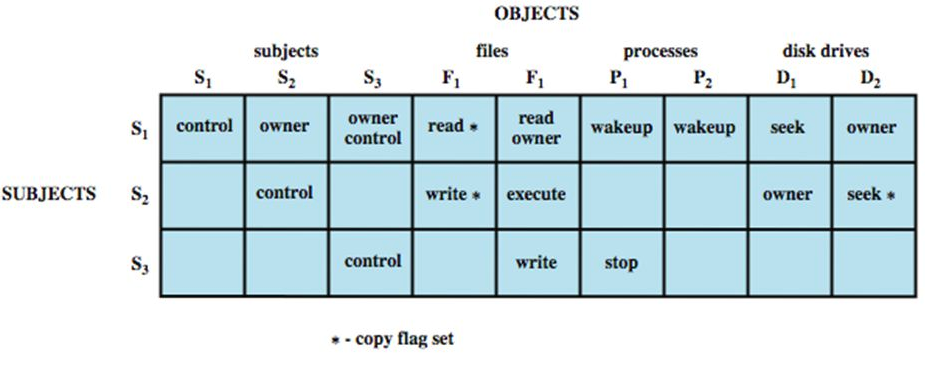 OBJECTS
subjects files processes disk drives
S₁ S₂ S₃ F₁ F₁ P₁ P₂ D₁ D₂
S₁ control owner owner control read * read owner wakeup wakeup seek owner
SUBJECTS S₂ control write * execute owner seek *
S₃ control write stop
* - copy flag set